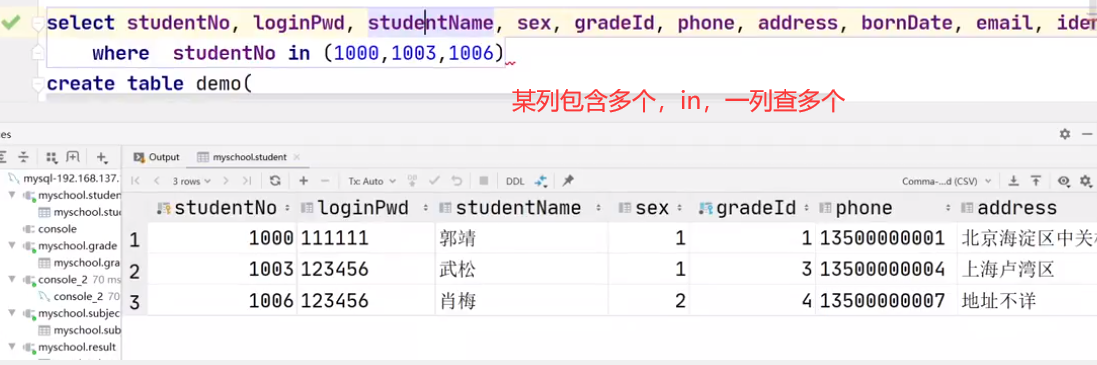 select studentNo, loginPwd, studentName, sex, gradeId, phone, address, bornDate, email, iden
where studentNo in (1000,1003,1006)
create table demo(
某列包含多个，in，一列查多个
es
Output myschool.student
mysql-192.168.137. 3 rows Tx: Auto DDL Comma-...d (CSV)
myschool.studen
myschool.stu
console
myschool.grade
myschool.gra
console_2 70 ms
console_2 70 m
myschool.subjec
myschool.sub
myschool.result
studentNo loginPwd studentName sex gradeId phone address
1 1000 111111 郭靖 1 1 13500000001 北京海淀区中关
2 1003 123456 武松 1 3 13500000004 上海卢湾区
3 1006 123456 肖梅 2 4 13500000007 地址不详